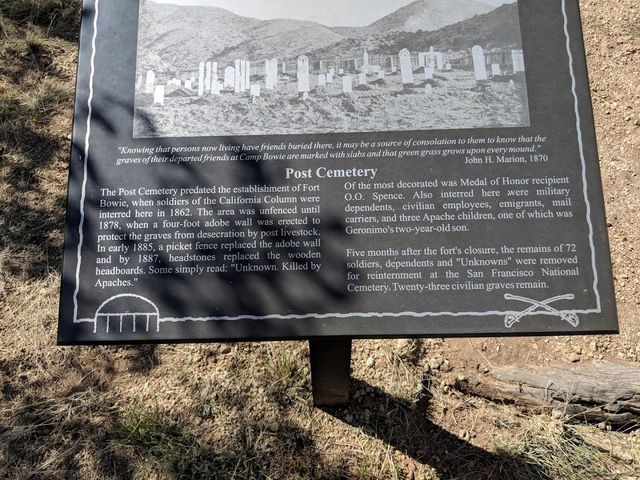 "Knowing that persons now living have friends buried there, it may be a source of consolation to them to know that the
graves of their departed friends at Camp Bowie are marked with slabs and that green grass grows upon every mound."
John H. Marion, 1870
Post Cemetery
The Post Cemetery predated the establishment of Fort
Bowie, when soldiers of the California Column were
interred here in 1862. The area was unfenced until
1878, when a four-foot adobe wall was erected to
protect the graves from desecration by post livestock.
In early 1885, a picket fence replaced the adobe wall
and by 1887, headstones replaced the wooden
headboards. Some simply read: "Unknown. Killed by
Apaches."
Of the most decorated was Medal of Honor recipient
O.O. Spence. Also interred here were military
dependents, civilian employees, emigrants, mail
carriers, and three Apache children, one of which was
Geronimo's two-year-old son.
Five months after the fort's closure, the remains of 72
soldiers, dependents and "Unknowns" were removed
for reinterment at the San Francisco National
Cemetery. Twenty-three civilian graves remain.